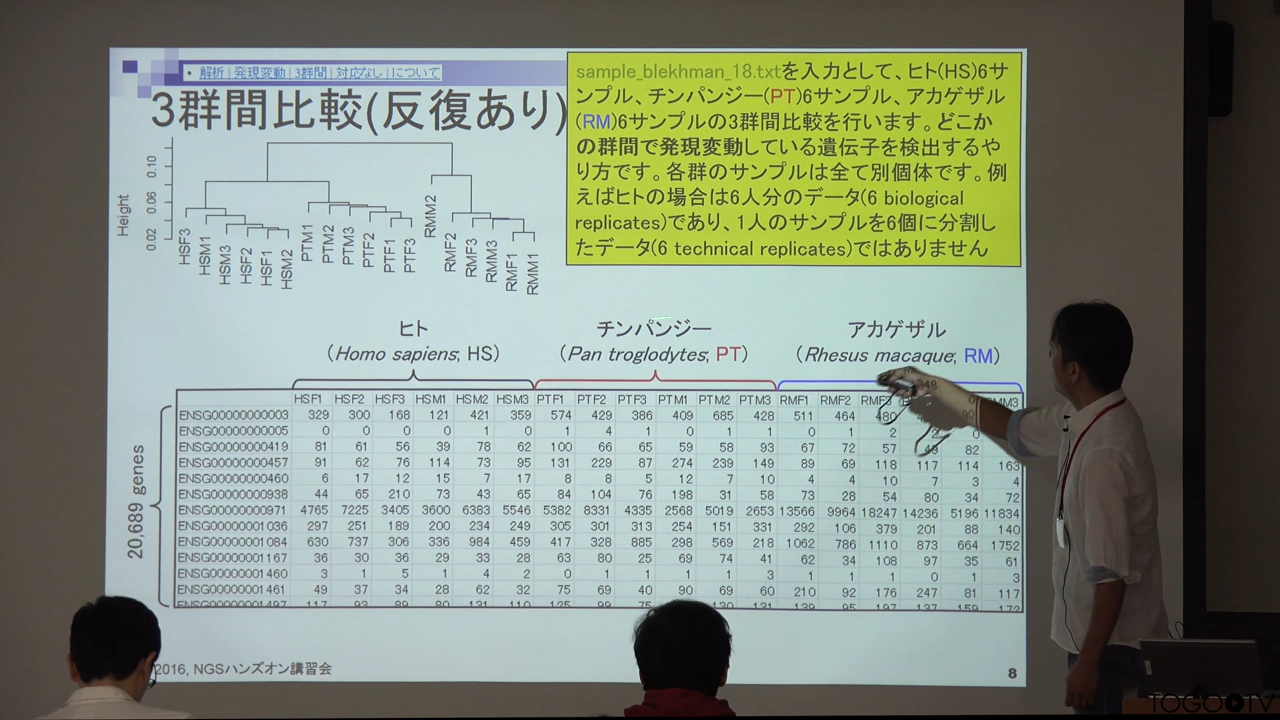 • 解析 | 発現変動 | 3群間 | 対応なし | について
3群間比較(反復あり)
sample_blekhman_18.txtを入力として、ヒト(HS)6サ
ンプル、チンパンジー(PT)6サンプル、アカゲザル
(RM)6サンプルの3群間比較を行います。どこか
の群間で発現変動している遺伝子を検出するや
り方です。各群のサンプルは全て別個体です。例
えばヒトの場合は6人分のデータ(6 biological
replicates)であり、1人のサンプルを6個に分割し
たデータ(6 technical replicates)ではありません
Height
0.02 0.06 0.10
HSF3 HSM1 HSM3 HSF2 HSF1 HSM2 PTM1 PTM2 PTM3 PTF2 PTF1 PTF3 RMM2 RMF2 RMF3 RMM3 RMF1 RMM1
ヒト チンパンジー アカゲザル
(Homo sapiens; HS) (Pan troglodytes; PT) (Rhesus macaque; RM)
20,689 genes
HSF1 HSF2 HSF3 HSM1 HSM2 HSM3 PTF1 PTF2 PTF3 PTM1 PTM2 PTM3 RMF1 RMF2 RMF3
ENSG00000000003 329 300 168 121 421 359 574 429 386 409 685 428 511 464 480
ENSG00000000005 0 0 0 0 1 0 1 4 1 0 1 1 0 1 2 2 0
ENSG00000000419 81 61 56 39 78 62 100 66 65 59 58 93 67 72 57 49 82
ENSG00000000457 91 62 76 114 73 95 131 229 87 274 239 149 89 69 118 117 114 163
ENSG00000000460 6 17 12 15 7 17 8 8 5 12 7 10 4 4 10 7 3 4
ENSG00000000938 44 65 210 73 43 65 84 104 76 198 31 58 73 28 54 80 34 72
ENSG00000000971 4765 7225 3405 3600 6383 5546 5382 8331 4335 2568 5019 2653 13566 9964 18247 14236 5196 11834
ENSG00000001036 297 251 189 200 234 249 305 301 313 254 151 331 292 106 379 201 88 140
ENSG00000001084 630 737 306 336 984 459 417 328 885 298 569 218 1062 786 1110 873 664 1752
ENSG00000001167 36 30 36 29 33 28 63 80 25 69 74 41 62 34 108 97 35 61
ENSG00000001460 3 1 5 1 4 2 0 1 1 1 1 3 1 1 1 0 1 3
ENSG00000001461 49 37 34 28 62 32 75 69 40 90 69 60 210 92 176 247 81 117
ENSG00000001497 117 93 89 80 131 110 125 99 75 130 131 139 95 197 137 159 172
2016, NGSハンズオン講習会
8
TOGOTV